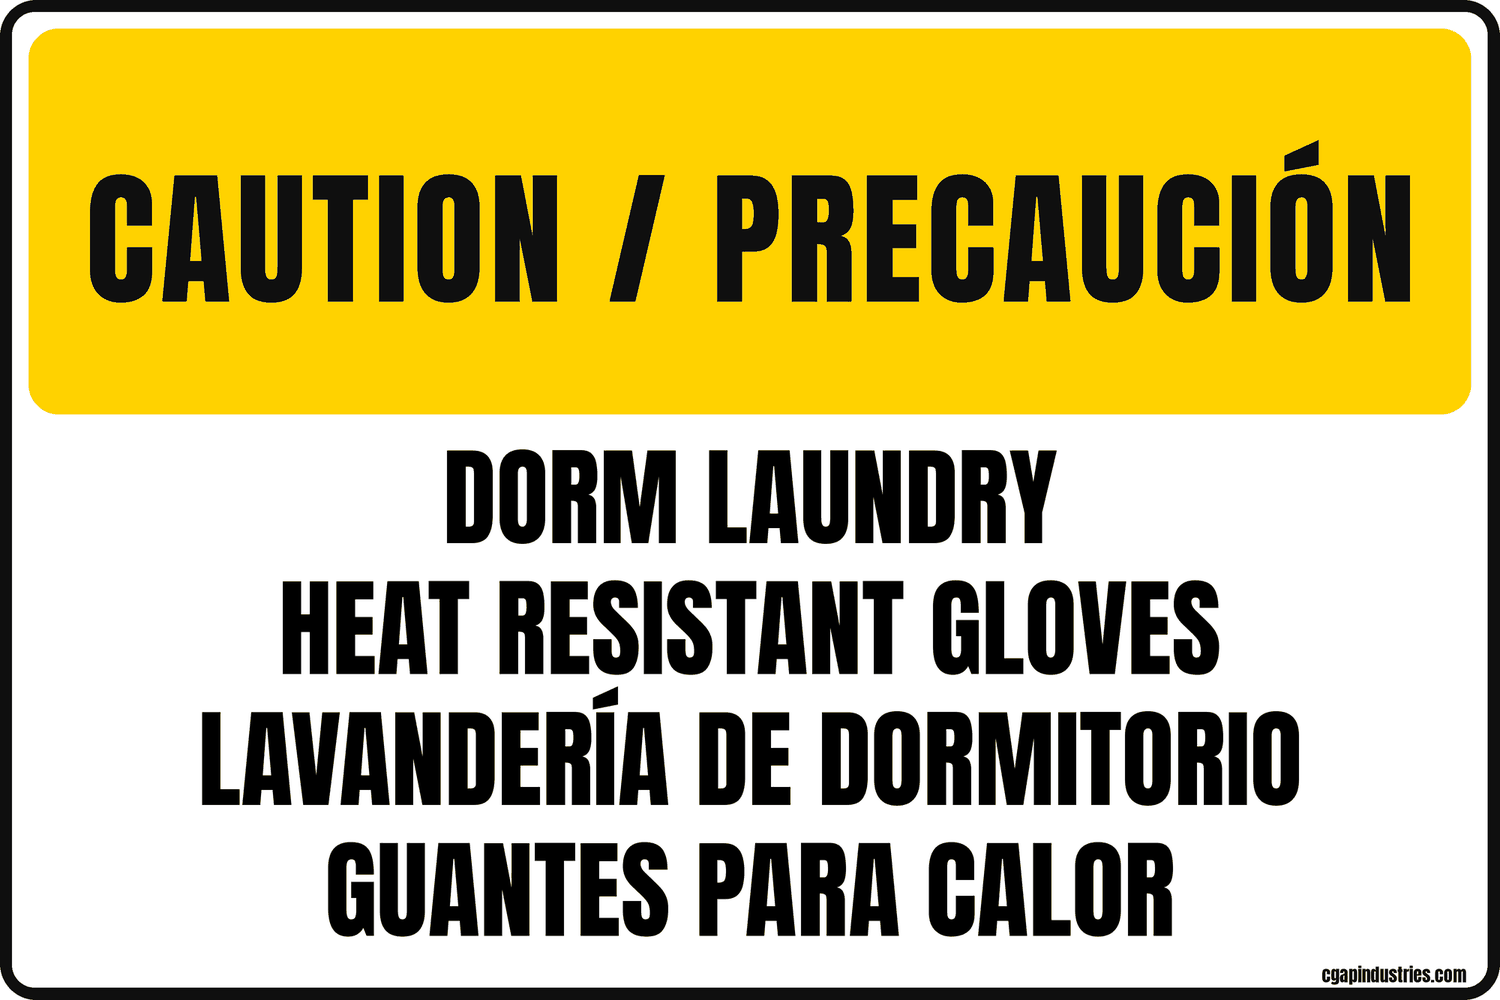 CAUTION / PRECAUCIÓN
DORM LAUNDRY
HEAT RESISTANT GLOVES
LAVANDERÍA DE DORMITORIO
GUANTES PARA CALOR
cgapindustries.com